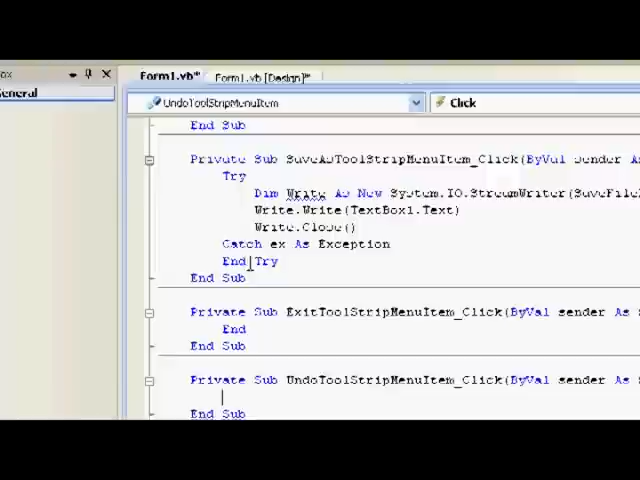 Form1.vb* Form1.vb [Design]*
General
UndoToolStripMenuItem Click
End Sub
Private Sub SaveAsToolStripMenuItem_Click(ByVal sender As
Try
Dim Write As New System.IO.StreamWriter(SaveFile
Write.Write(TextBox1.Text)
Write.Close()
Catch ex As Exception
End Try
End Sub
Private Sub ExitToolStripMenuItem_Click(ByVal sender As
End
End Sub
Private Sub UndoToolStripMenuItem_Click(ByVal sender As
End Sub